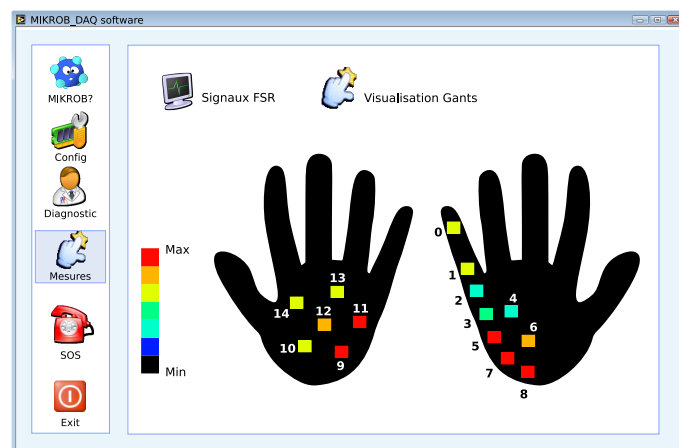 MIKROB_DAQ software
MIKROB?
Config
Diagnostic
Mesures
SOS
Exit
Signaux FSR
Visualisation Gants
Max
Min
13
14
12
11
10
9
0
1
2
4
3
6
5
7
8